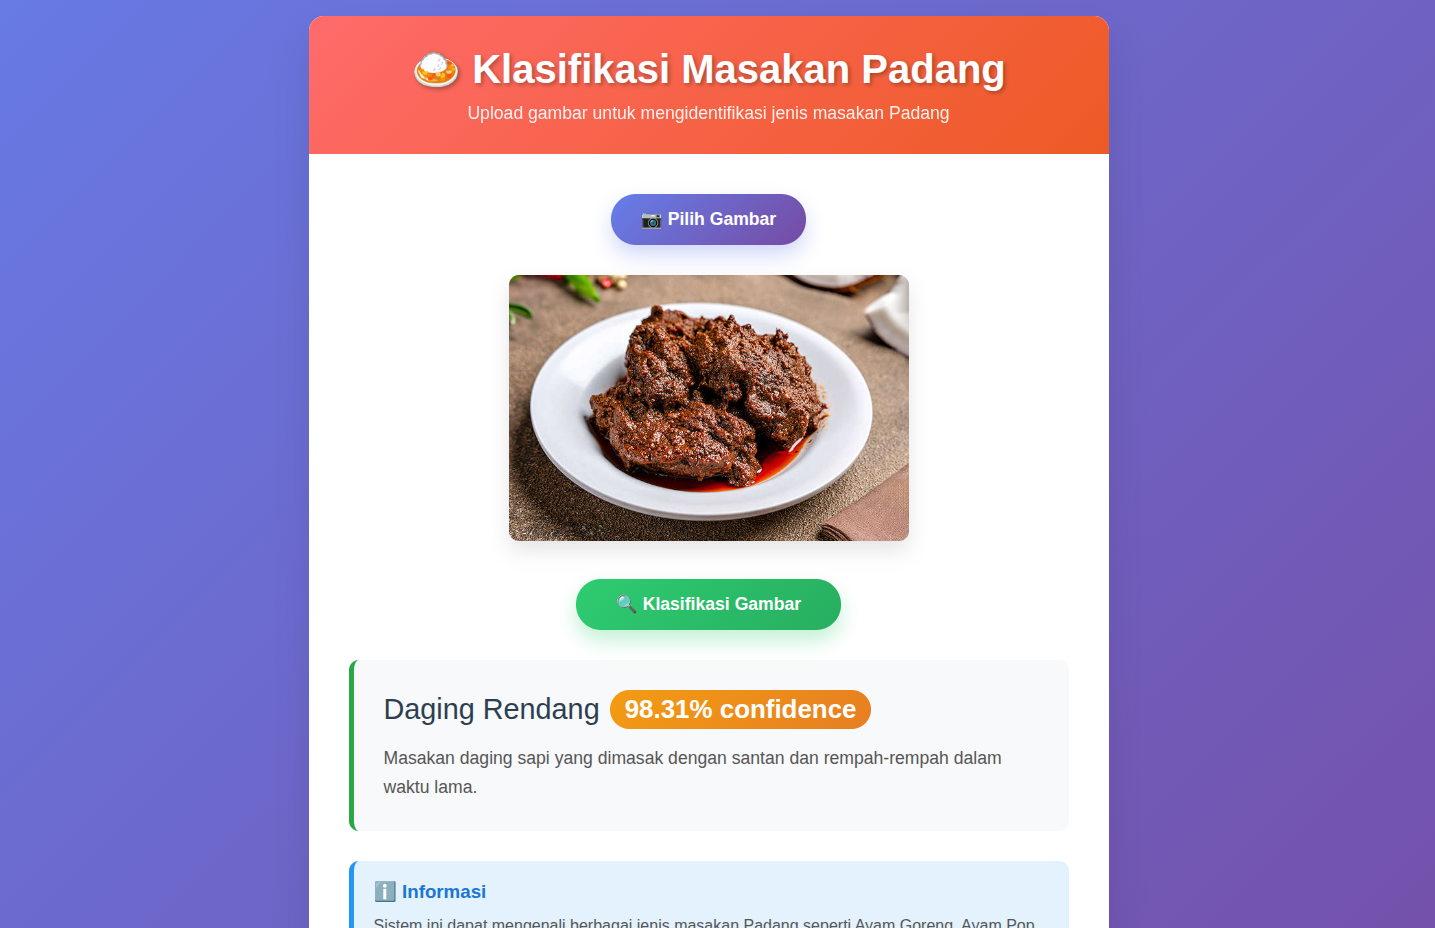 Klasifikasi Masakan Padang
Upload gambar untuk mengidentifikasi jenis masakan Padang
Pilih Gambar
Klasifikasi Gambar
Daging Rendang 98.31% confidence
Masakan daging sapi yang dimasak dengan santan dan rempah-rempah dalam
waktu lama.
Informasi
Sistem ini dapat mengenali berbagai jenis masakan Padang seperti Ayam Goreng, Ayam Pop,